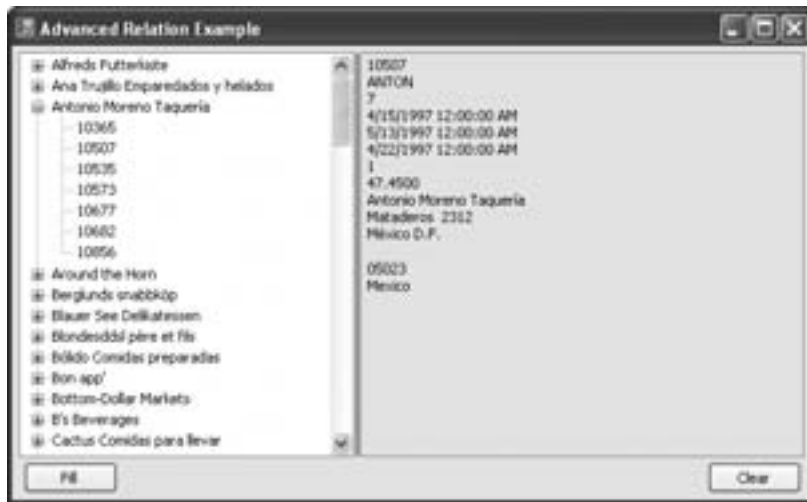 Advanced Relation Example
Alfreds Futterkiste
Ana Trujillo Emparedados y helados
Antonio Moreno Taquería
10365
10507
10535
10573
10677
10682
10856
Around the Horn
Berglunds snabbköp
Blauer See Delikatessen
Blondesddsl père et fils
Bólido Comidas preparadas
Bon app'
Bottom-Dollar Markets
B's Beverages
Cactus Comidas para llevar
10507
ANTON
7
4/15/1997 12:00:00 AM
5/13/1997 12:00:00 AM
4/22/1997 12:00:00 AM
1
47.4500
Antonio Moreno Taquería
Mataderos 2312
México D.F.
05023
Mexico
Fill
Clear